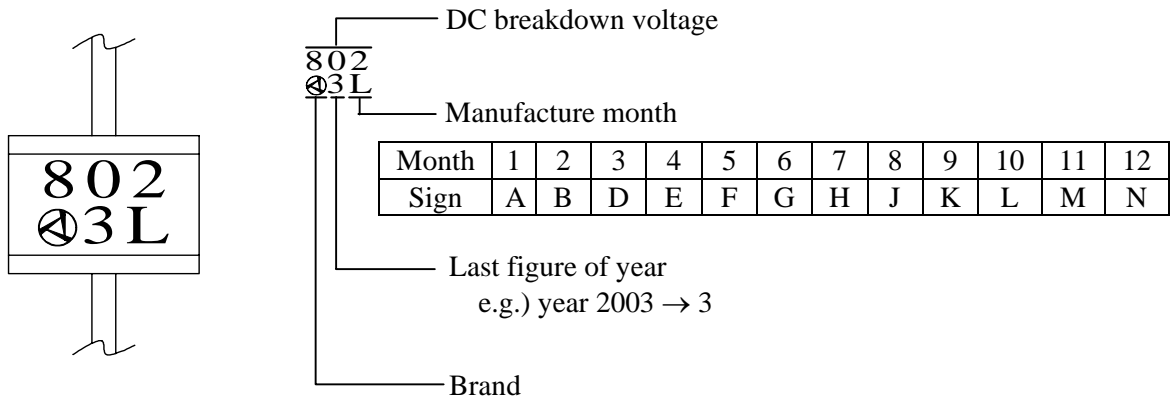 DC breakdown voltage
802
3L
Manufacture month
802
3L
Month 1 2 3 4 5 6 7 8 9 10 11 12
Sign A B D E F G H J K L M N
Last figure of year
e.g.) year 2003 → 3
Brand